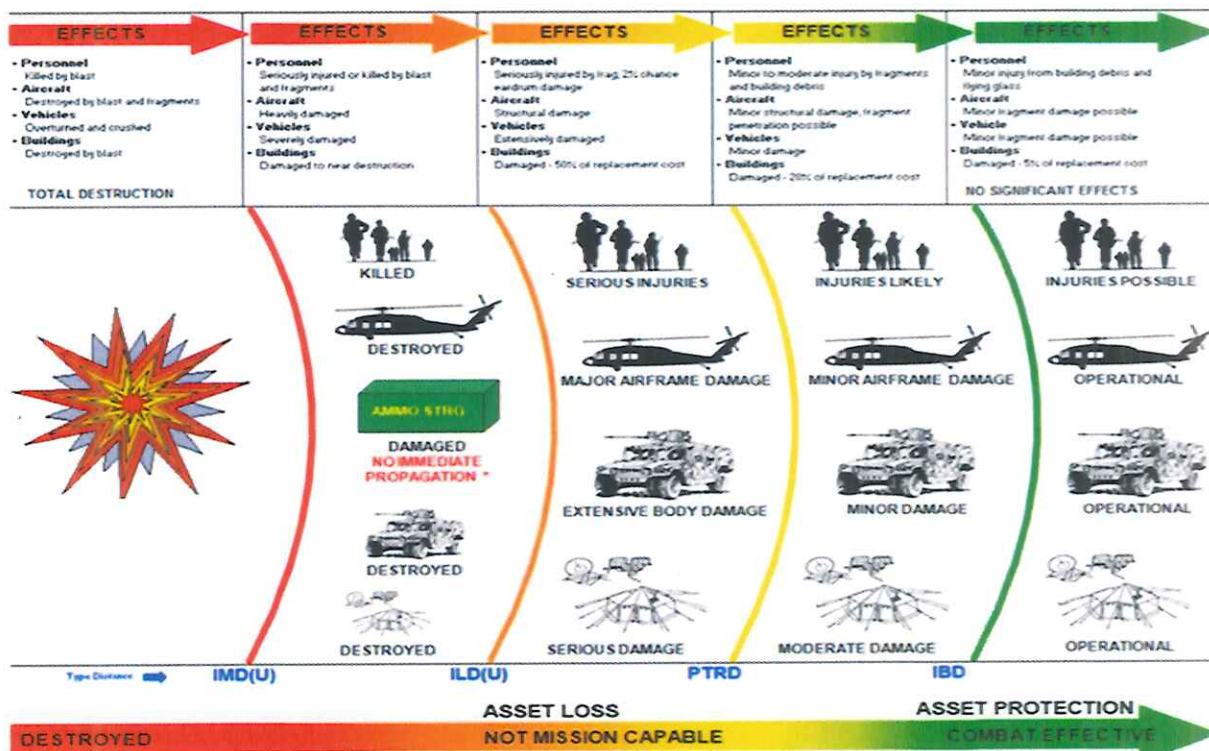 EFFECTS
EFFECTS
EFFECTS
EFFECTS
EFFECTS
- Personnel
Killed by blast
- Aircraft
Destroyed by blast and fragments
- Vehicles
Overturned and crushed
- Buildings
Destroyed by blast
TOTAL DESTRUCTION
- Personnel
Seriously injured or killed by blast
and fragments
- Aircraft
Heavily damaged
- Vehicles
Severely damaged
- Buildings
Damaged to near destruction
- Personnel
Seriously injured by frag, 2% chance
eardrum damage
- Aircraft
Structural damage
- Vehicles
Extensively damaged
- Buildings
Damaged - 50% of replacement cost
- Personnel
Minor to moderate injury by fragments
and building debris
- Aircraft
Minor structural damage, fragment
penetration possible
- Vehicles
Minor damage
- Buildings
Damaged - 20% of replacement cost
- Personnel
Minor injury from building debris and
flying glass
- Aircraft
Minor fragment damage possible
- Vehicle
Minor fragment damage possible
- Buildings
Damaged - 5% of replacement cost
NO SIGNIFICANT EFFECTS
KILLED
DESTROYED
AMMO STRG
DAMAGED
NO IMMEDIATE
PROPAGATION *
DESTROYED
DESTROYED
SERIOUS INJURIES
MAJOR AIRFRAME DAMAGE
EXTENSIVE BODY DAMAGE
SERIOUS DAMAGE
INJURIES LIKELY
MINOR AIRFRAME DAMAGE
MINOR DAMAGE
MODERATE DAMAGE
INJURIES POSSIBLE
OPERATIONAL
OPERATIONAL
OPERATIONAL
Type Distance
IMD(U)
ILD(U)
PTRD
IBD
ASSET LOSS
ASSET PROTECTION
DESTROYED
NOT MISSION CAPABLE
COMBAT EFFECTIVE